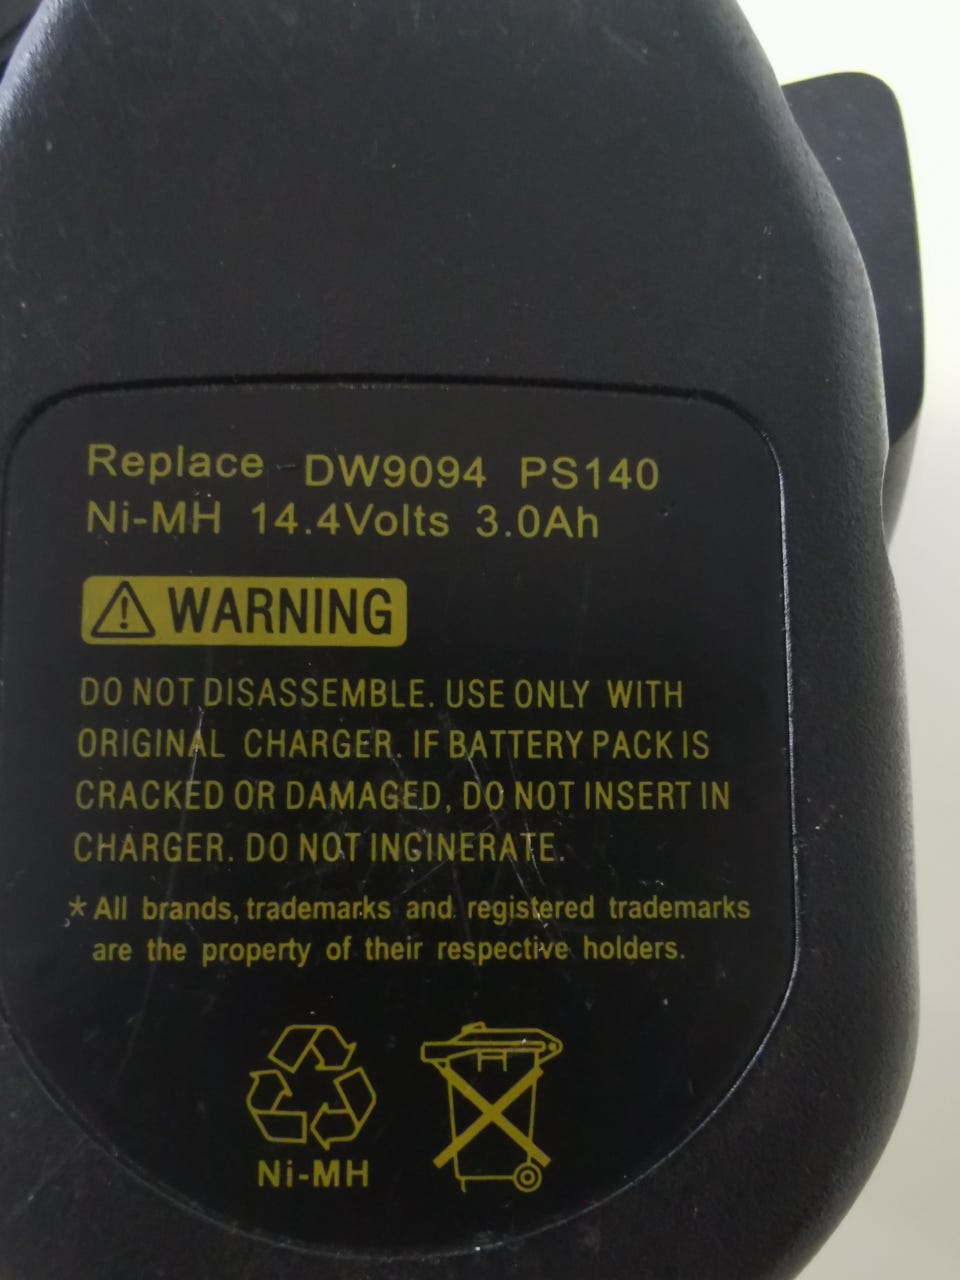 Replace DW9094 PS140
Ni-MH 14.4Volts 3.0Ah
WARNING
DO NOT DISASSEMBLE. USE ONLY WITH
ORIGINAL CHARGER. IF BATTERY PACK IS
CRACKED OR DAMAGED, DO NOT INSERT IN
CHARGER. DO NOT INCINERATE.
* All brands, trademarks and registered trademarks
are the property of their respective holders.
Ni-MH